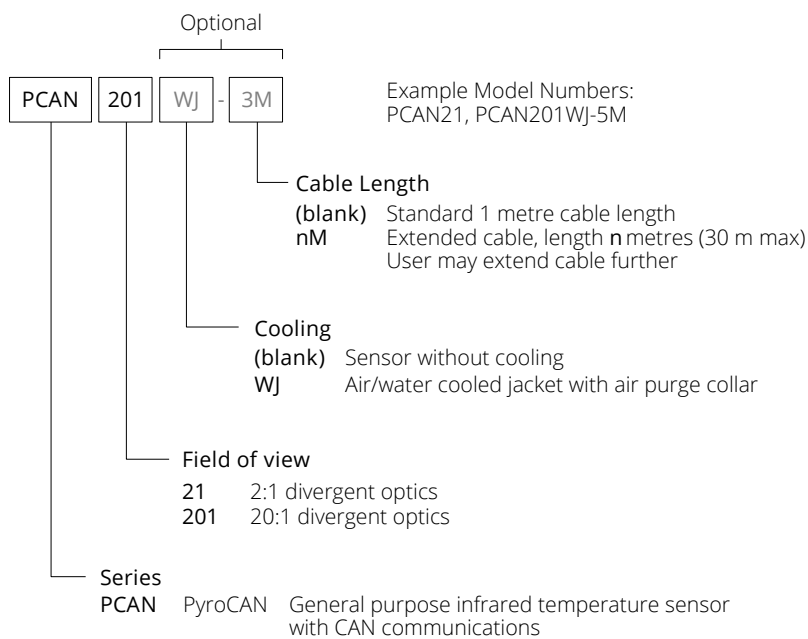 Optional
PCAN 201 WJ - 3M
Example Model Numbers:
PCAN21, PCAN201WJ-5M
Cable Length
(blank) Standard 1 metre cable length
nM Extended cable, length n metres (30 m max)
User may extend cable further
Cooling
(blank) Sensor without cooling
WJ Air/water cooled jacket with air purge collar
Field of view
21 2:1 divergent optics
201 20:1 divergent optics
Series
PCAN PyroCAN General purpose infrared temperature sensor
with CAN communications